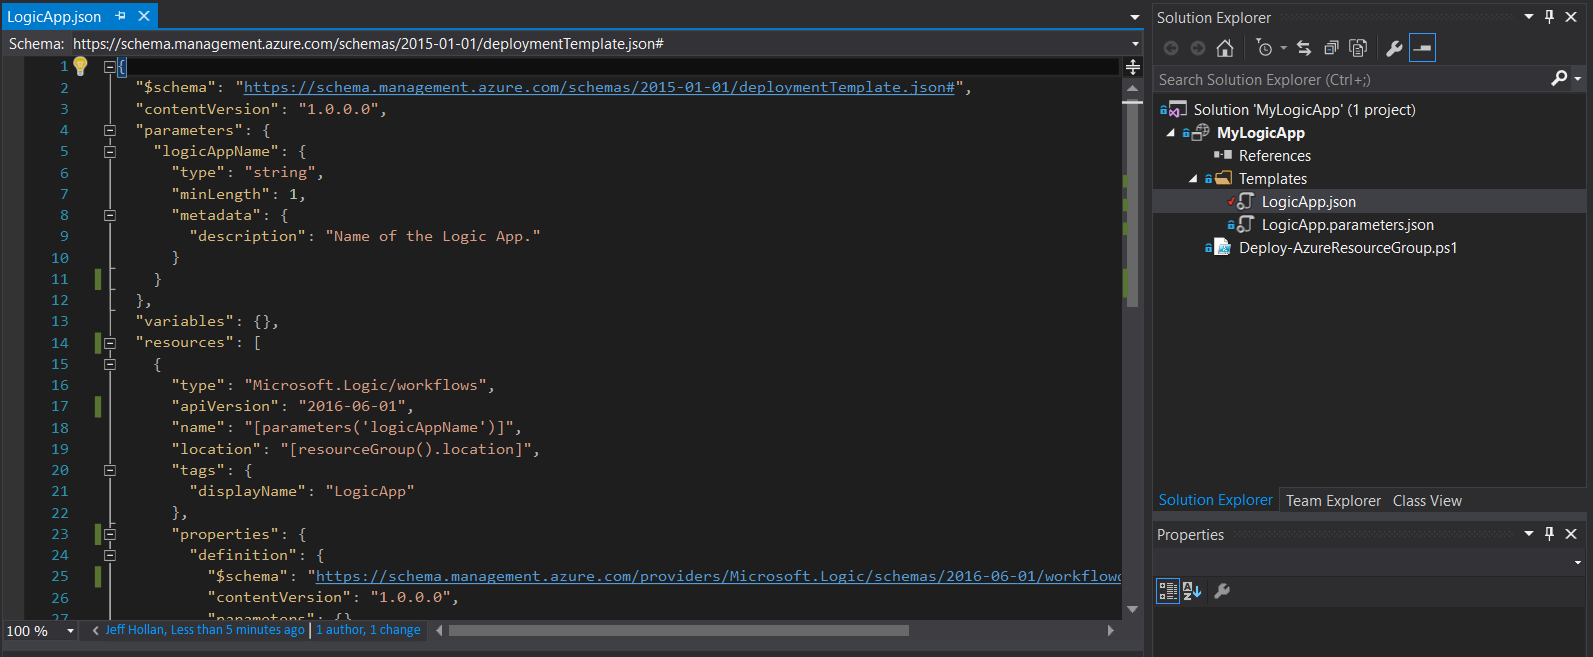 LogicApp.json
Schema: https://schema.management.azure.com/schemas/2015-01-01/deploymentTemplate.json#
1 {
2 "$schema": "https://schema.management.azure.com/schemas/2015-01-01/deploymentTemplate.json#",
3 "contentVersion": "1.0.0.0",
4 "parameters": {
5 "logicAppName": {
6 "type": "string",
7 "minLength": 1,
8 "metadata": {
9 "description": "Name of the Logic App."
10 }
11 }
12 },
13 "variables": {},
14 "resources": [
15 {
16 "type": "Microsoft.Logic/workflows",
17 "apiVersion": "2016-06-01",
18 "name": "[parameters('logicAppName')]",
19 "location": "[resourceGroup().location]",
20 "tags": {
21 "displayName": "LogicApp"
22 },
23 "properties": {
24 "definition": {
25 "$schema": "https://schema.management.azure.com/providers/Microsoft.Logic/schemas/2016-06-01/workflowd
26 "contentVersion": "1.0.0.0",
27 "parameters": {}
100 %
Jeff Hollan, Less than 5 minutes ago | 1 author, 1 change
Solution Explorer
Search Solution Explorer (Ctrl+;)
Solution 'MyLogicApp' (1 project)
MyLogicApp
References
Templates
LogicApp.json
LogicApp.parameters.json
Deploy-AzureResourceGroup.ps1
Solution Explorer Team Explorer Class View
Properties